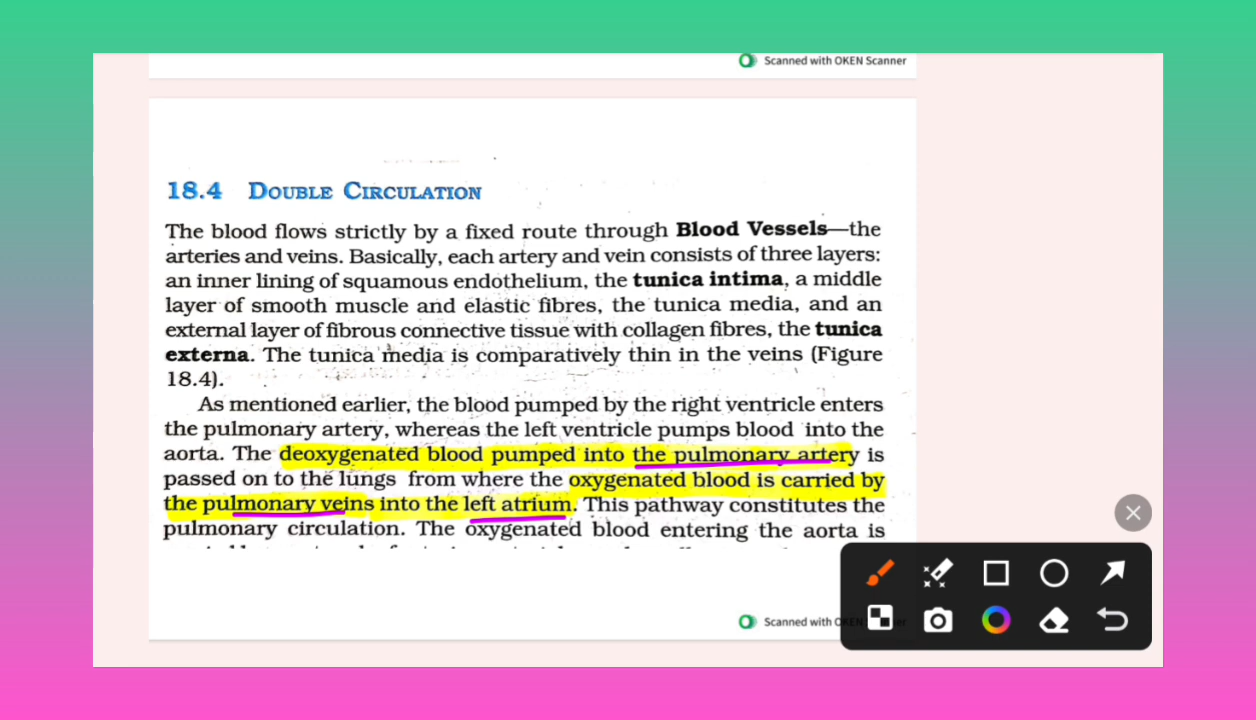 Scanned with OKEN Scanner
18.4 DOUBLE CIRCULATION
The blood flows strictly by a fixed route through Blood Vessels—the
arteries and veins. Basically, each artery and vein consists of three layers:
an inner lining of squamous endothelium, the tunica intima, a middle
layer of smooth muscle and elastic fibres, the tunica media, and an
external layer of fibrous connective tissue with collagen fibres, the tunica
externa. The tunica media is comparatively thin in the veins (Figure
18.4).
As mentioned earlier, the blood pumped by the right ventricle enters
the pulmonary artery, whereas the left ventricle pumps blood into the
aorta. The deoxygenated blood pumped into the pulmonary artery is
passed on to the lungs from where the oxygenated blood is carried by
the pulmonary veins into the left atrium. This pathway constitutes the
pulmonary circulation. The oxygenated blood entering the aorta is
Scanned with